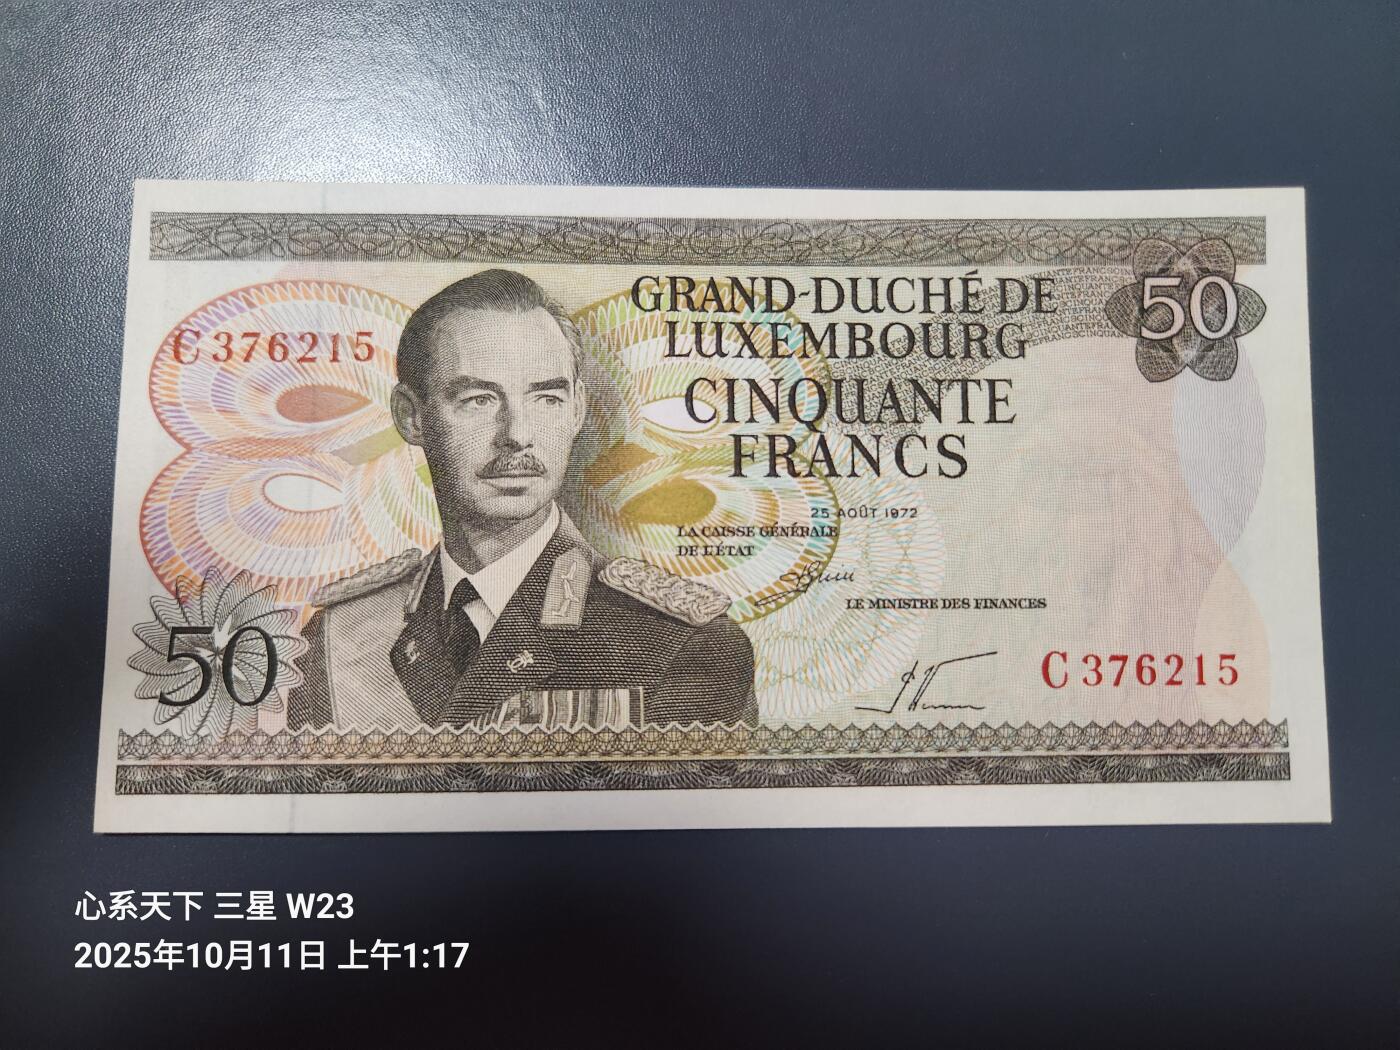 C 376215
GRAND-DUCHÉ DE
LUXEMBOURG
50
CINQUANTE
FRANCS
25 AOÛT 1972
LA CAISSE GÉNÉRALE
DE L'ÉTAT
LE MINISTRE DES FINANCES
50
C 376215
心系天下 三星 W23
2025年10月11日 上午1:17